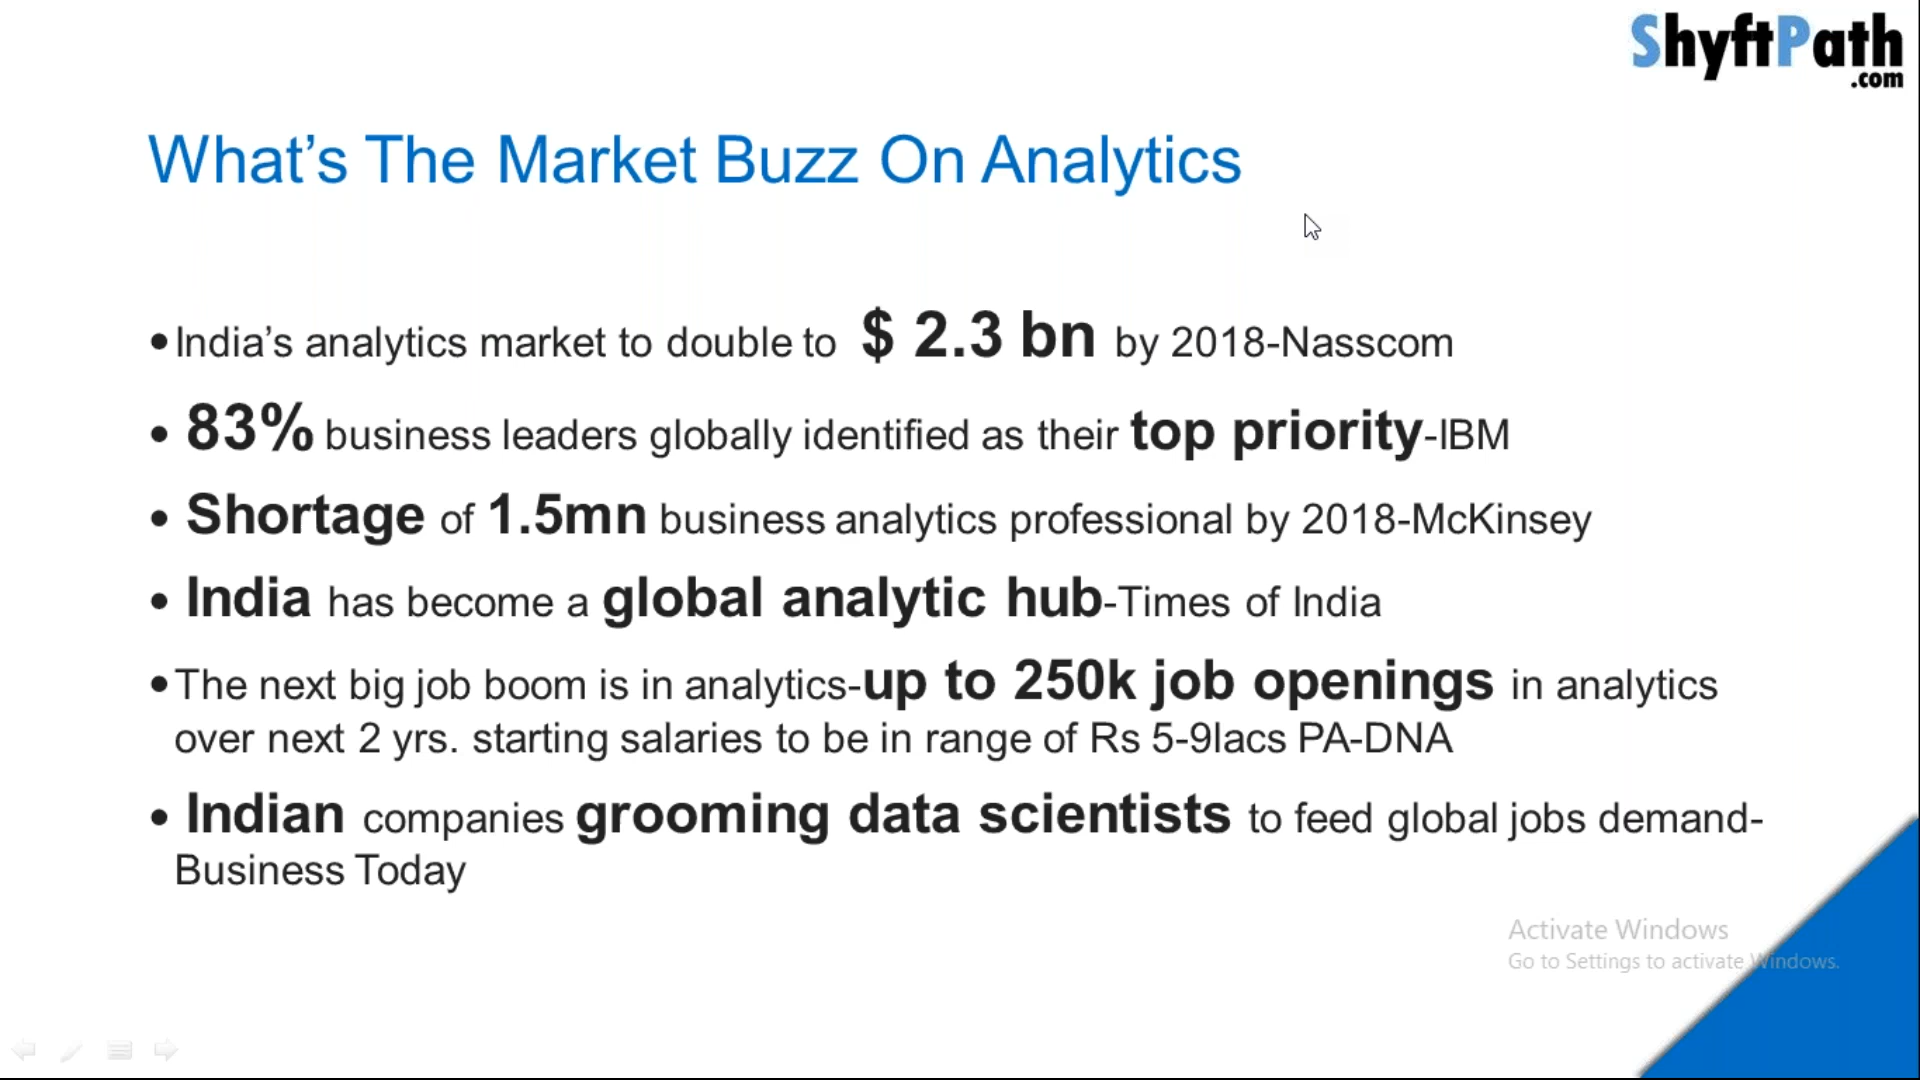 ShyftPath
.com
What’s The Market Buzz On Analytics
•India’s analytics market to double to $ 2.3 bn by 2018-Nasscom
• 83% business leaders globally identified as their top priority-IBM
• Shortage of 1.5mn business analytics professional by 2018-McKinsey
• India has become a global analytic hub-Times of India
•The next big job boom is in analytics-up to 250k job openings in analytics
over next 2 yrs. starting salaries to be in range of Rs 5-9lacs PA-DNA
• Indian companies grooming data scientists to feed global jobs demand-
Business Today
Activate Windows
Go to Settings to activate Windows.